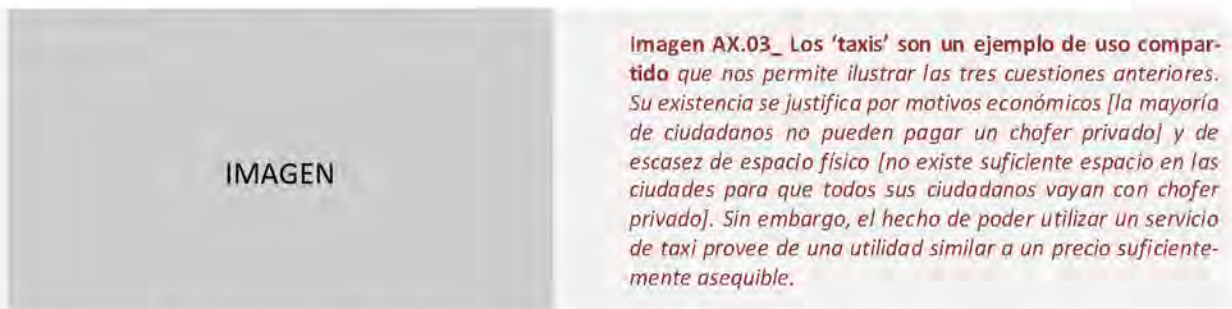 IMAGEN
Imagen AX.03_ Los ‘taxis’ son un ejemplo de uso compar-
tido que nos permite ilustrar las tres cuestiones anteriores.
Su existencia se justifica por motivos económicos [la mayoría
de ciudadanos no pueden pagar un chofer privado] y de
escasez de espacio físico [no existe suficiente espacio en las
ciudades para que todos sus ciudadanos vayan con chofer
privado]. Sin embargo, el hecho de poder utilizar un servicio
de taxi provee de una utilidad similar a un precio suficiente-
mente asequible.